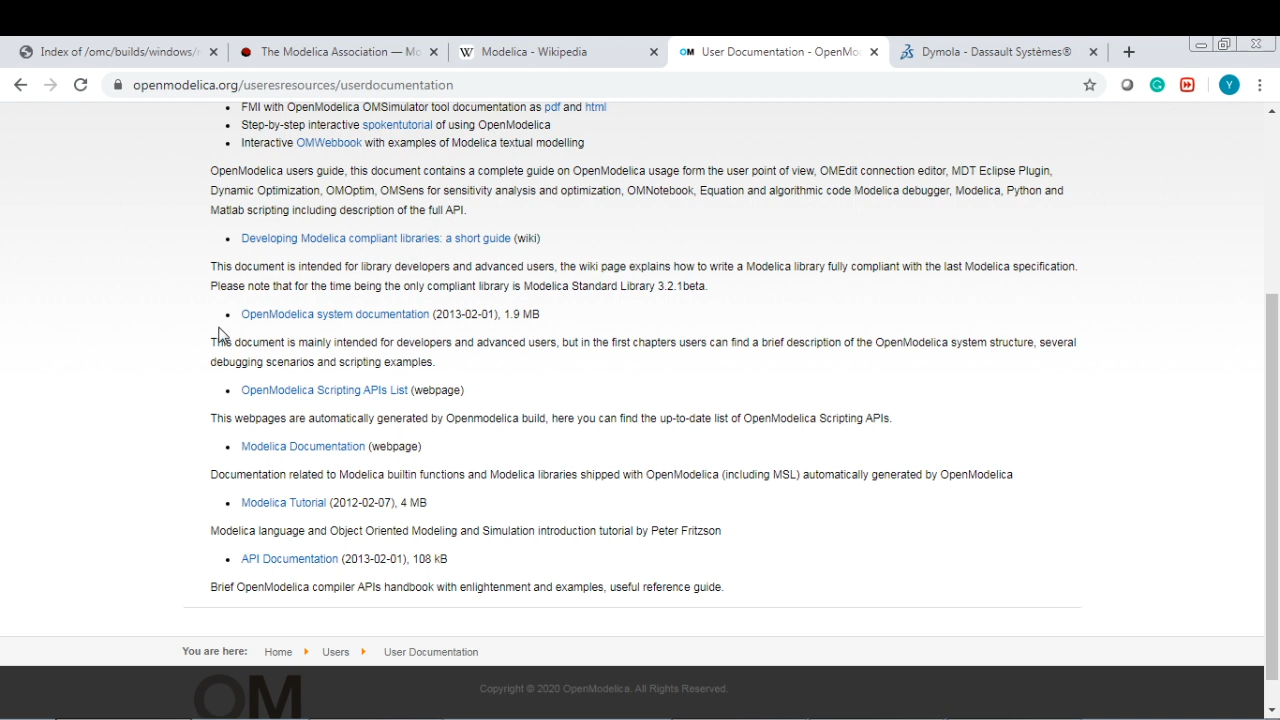 Index of /omc/builds/windows/
The Modelica Association — Mo
Modelica - Wikipedia
OM User Documentation - OpenMo
Dymola - Dassault Systèmes®
openmodelica.org/useresresources/userdocumentation
Y
• FMI with OpenModelica OMSimulator tool documentation as pdf and html
• Step-by-step interactive spokentutorial of using OpenModelica
• Interactive OMWebbook with examples of Modelica textual modelling
OpenModelica users guide, this document contains a complete guide on OpenModelica usage form the user point of view, OMEdit connection editor, MDT Eclipse Plugin,
Dynamic Optimization, OMOptim, OMSens for sensitivity analysis and optimization, OMNotebook, Equation and algorithmic code Modelica debugger, Modelica, Python and
Matlab scripting including description of the full API.
• Developing Modelica compliant libraries: a short guide (wiki)
This document is intended for library developers and advanced users, the wiki page explains how to write a Modelica library fully compliant with the last Modelica specification.
Please note that for the time being the only compliant library is Modelica Standard Library 3.2.1beta.
• OpenModelica system documentation (2013-02-01), 1.9 MB
This document is mainly intended for developers and advanced users, but in the first chapters users can find a brief description of the OpenModelica system structure, several
debugging scenarios and scripting examples.
• OpenModelica Scripting APIs List (webpage)
This webpages are automatically generated by Openmodelica build, here you can find the up-to-date list of OpenModelica Scripting APIs.
• Modelica Documentation (webpage)
Documentation related to Modelica builtin functions and Modelica libraries shipped with OpenModelica (including MSL) automatically generated by OpenModelica
• Modelica Tutorial (2012-02-07), 4 MB
Modelica language and Object Oriented Modeling and Simulation introduction tutorial by Peter Fritzson
• API Documentation (2013-02-01), 108 kB
Brief OpenModelica compiler APIs handbook with enlightenment and examples, useful reference guide.
You are here: Home Users User Documentation
Copyright © 2020 OpenModelica. All Rights Reserved.
OM